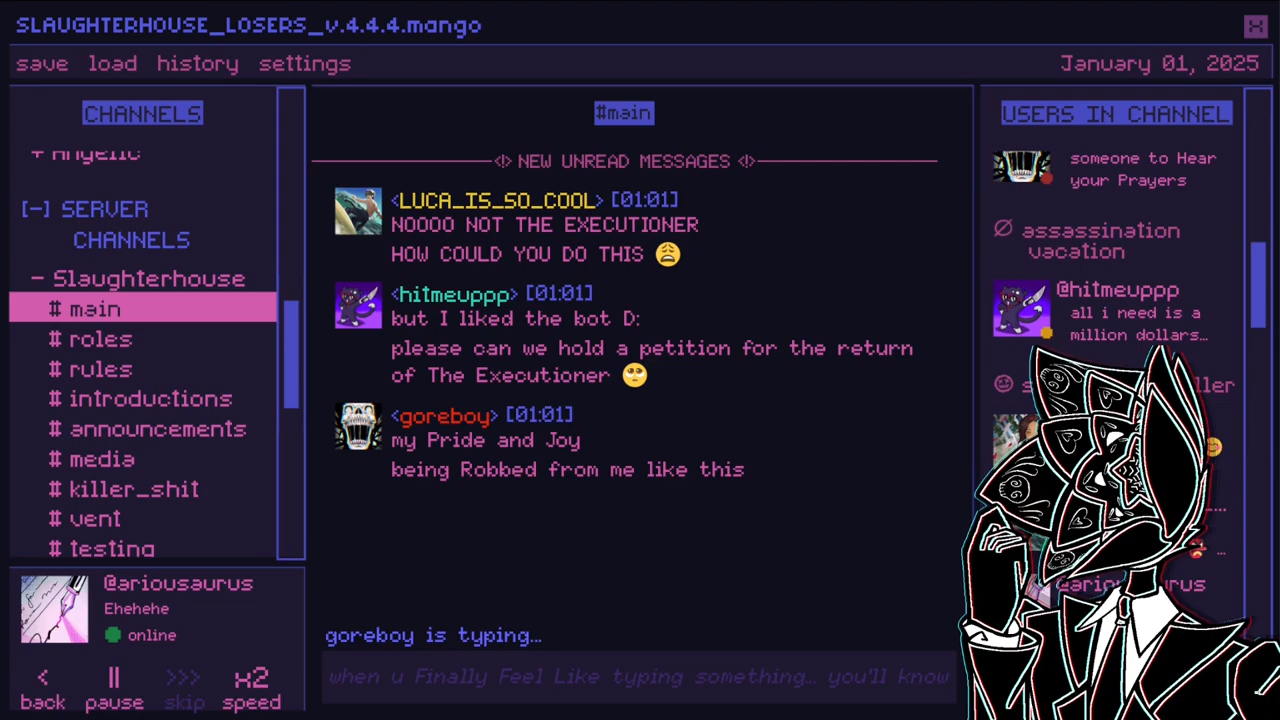 SLAUGHTERHOUSE_LOSERS_v.4.4.4.mango
x
save load history settings
January 01, 2025
CHANNELS
+ Angelic
[-] SERVER
CHANNELS
- Slaughterhouse
# main
# roles
# rules
# introductions
# announcements
# media
# killer_shit
# vent
# testing
@ariousaurus
Ehehehe
online
< || >>> x2
back pause skip speed
#main
NEW UNREAD MESSAGES
<LUCA_IS_SO_COOL> [01:01]
NOOOO NOT THE EXECUTIONER
HOW COULD YOU DO THIS 😩
<hitmeuppp> [01:01]
but I liked the bot D:
please can we hold a petition for the return
of The Executioner 🥺
<goreboy> [01:01]
my Pride and Joy
being Robbed from me like this
goreboy is typing…
when u Finally Feel Like typing something.. you'll know
USERS IN CHANNEL
someone to Hear
your Prayers
assassination
vacation
@hitmeuppp
all i need is a
million dollars…
@ariousaurus